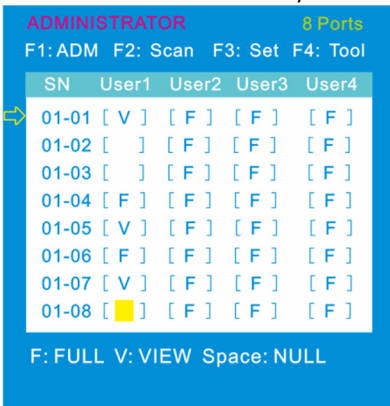 ADMINISTRATOR 8 Ports
F1: ADM F2: Scan F3: Set F4: Tool
SN User1 User2 User3 User4
01-01 [ V ] [ F ] [ F ] [ F ]
01-02 [ ] [ F ] [ F ] [ F ]
01-03 [ ] [ F ] [ F ] [ F ]
01-04 [ F ] [ F ] [ F ] [ F ]
01-05 [ V ] [ F ] [ F ] [ F ]
01-06 [ F ] [ F ] [ F ] [ F ]
01-07 [ V ] [ F ] [ F ] [ F ]
01-08 [ ] [ F ] [ F ] [ F ]
F: FULL V: VIEW Space: NULL